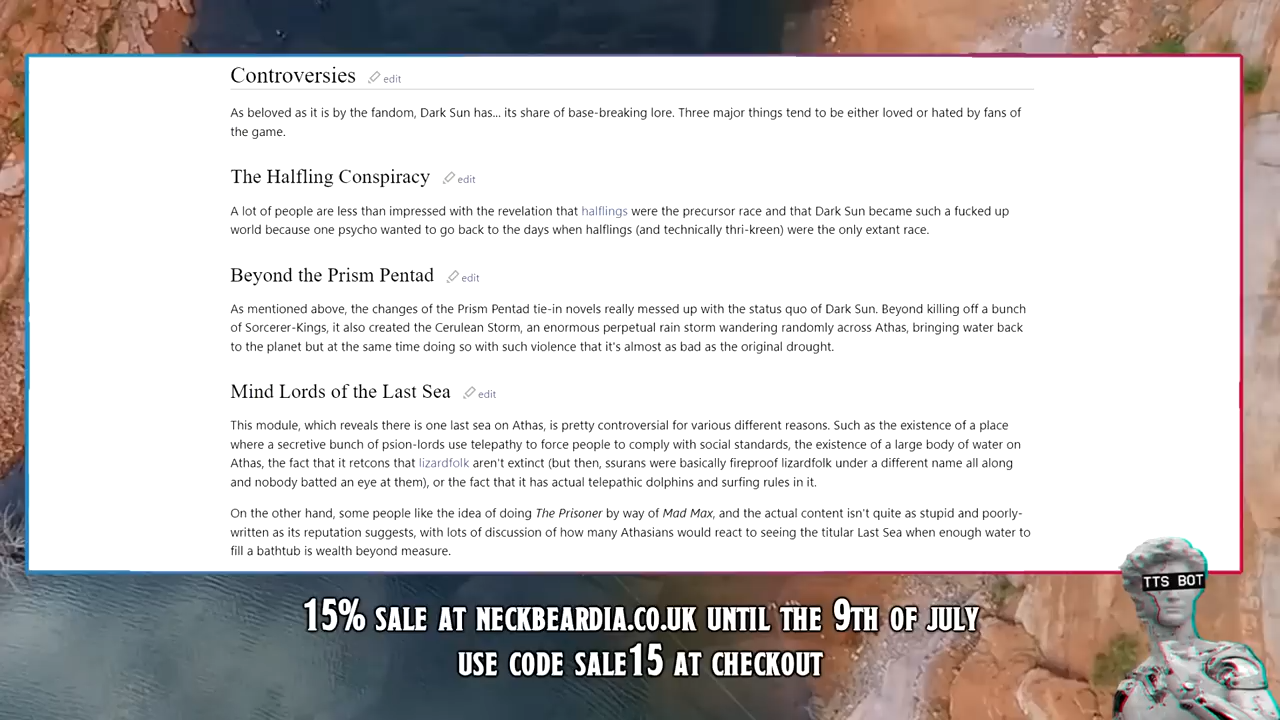 Controversies edit
As beloved as it is by the fandom, Dark Sun has... its share of base-breaking lore. Three major things tend to be either loved or hated by fans of
the game.
The Halfling Conspiracy edit
A lot of people are less than impressed with the revelation that halflings were the precursor race and that Dark Sun became such a fucked up
world because one psycho wanted to go back to the days when halflings (and technically thri-kreen) were the only extant race.
Beyond the Prism Pentad edit
As mentioned above, the changes of the Prism Pentad tie-in novels really messed up with the status quo of Dark Sun. Beyond killing off a bunch
of Sorcerer-Kings, it also created the Cerulean Storm, an enormous perpetual rain storm wandering randomly across Athas, bringing water back
to the planet but at the same time doing so with such violence that it's almost as bad as the original drought.
Mind Lords of the Last Sea edit
This module, which reveals there is one last sea on Athas, is pretty controversial for various different reasons. Such as the existence of a place
where a secretive bunch of psion-lords use telepathy to force people to comply with social standards, the existence of a large body of water on
Athas, the fact that it retcons that lizardfolk aren't extinct (but then, ssurans were basically fireproof lizardfolk under a different name all along
and nobody batted an eye at them), or the fact that it has actual telepathic dolphins and surfing rules in it.
On the other hand, some people like the idea of doing The Prisoner by way of Mad Max, and the actual content isn't quite as stupid and poorly-
written as its reputation suggests, with lots of discussion of how many Athasians would react to seeing the titular Last Sea when enough water to
fill a bathtub is wealth beyond measure.
TTS BOT
15% SALE AT NECKBEARDIA.CO.UK UNTIL THE 9TH OF JULY
USE CODE SALE15 AT CHECKOUT